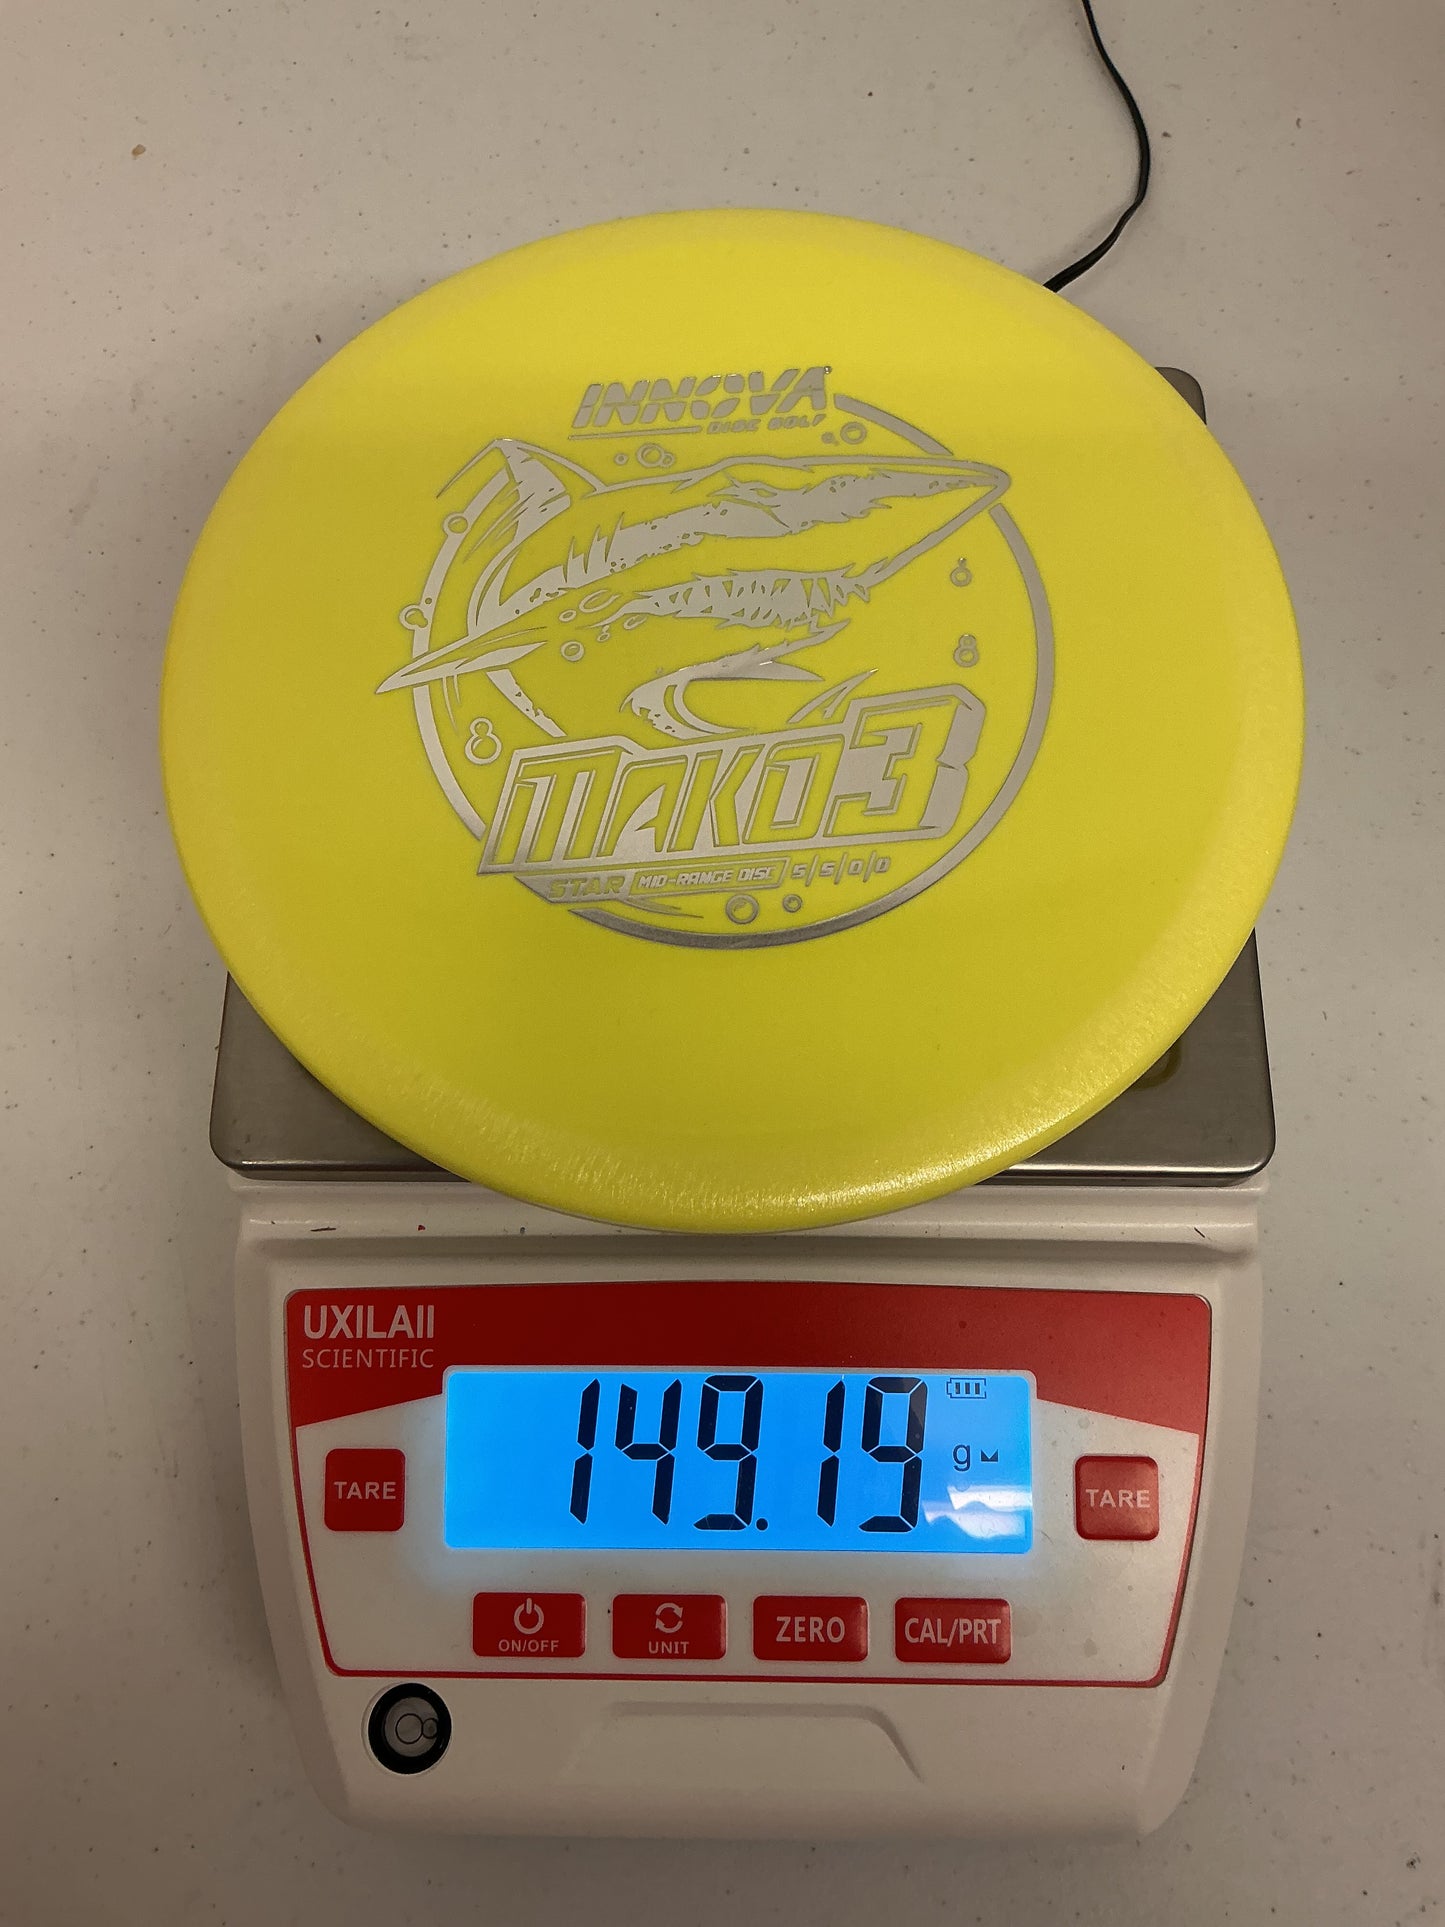 INNOVA
DISC GOLF
MAKO3
STAR MID-RANGE DISC 5/5/0/0
UXILAII
SCIENTIFIC
149.19 g
TARE
TARE
ON/OFF
UNIT
ZERO
CAL/PRT